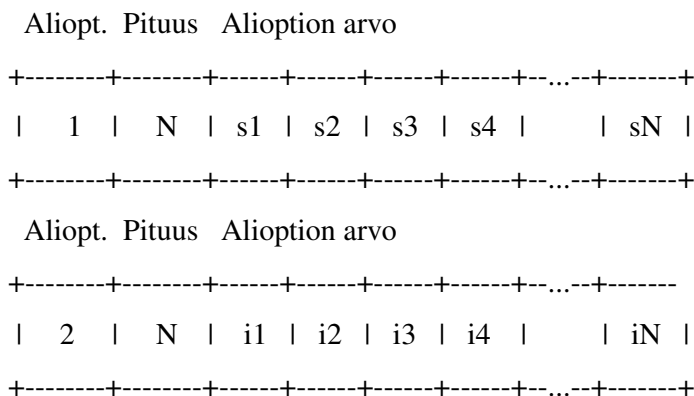 Aliopt. Pituus Alioption arvo
+--------+--------+------+------+------+------+--...--+-------+
| 1 | N | s1 | s2 | s3 | s4 | | sN |
+--------+--------+------+------+------+------+--...--+-------+
Aliopt. Pituus Alioption arvo
+--------+--------+------+------+------+------+--...--+-------
| 2 | N | i1 | i2 | i3 | i4 | | iN |
+--------+--------+------+------+------+------+--...--+-------+